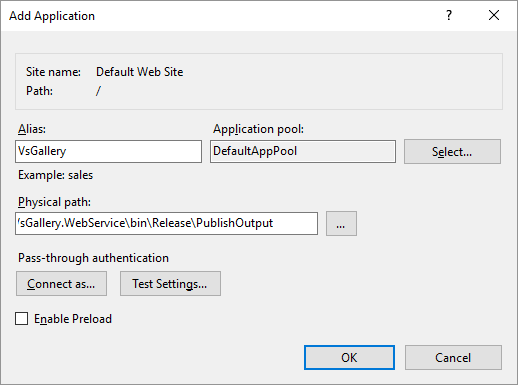 Add Application
?
Site name: Default Web Site
Path: /
Alias: Application pool:
VsGallery DefaultAppPool Select...
Example: sales
Physical path:
sGallery.WebService\bin\Release\PublishOutput ...
Pass-through authentication
Connect as... Test Settings...
Enable Preload
OK Cancel